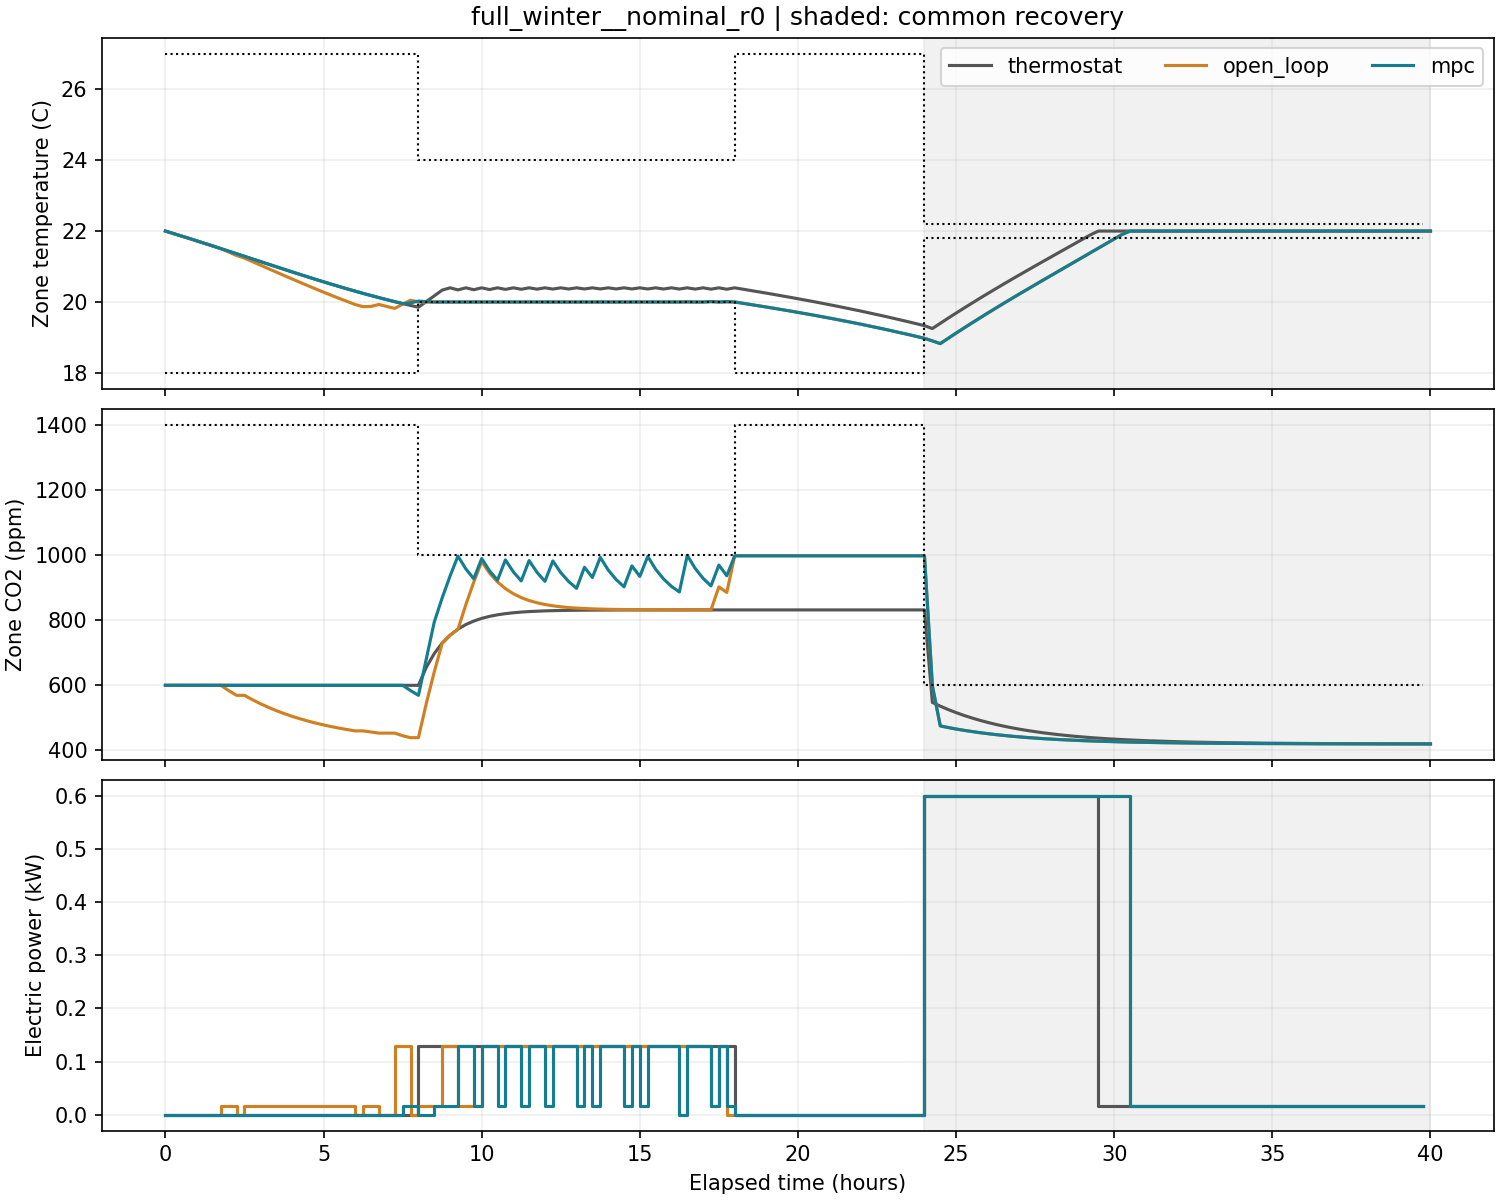 full_winter__nominal_r0 | shaded: common recovery
thermostat open_loop mpc
Zone temperature (C)
26
24
22
20
18
Zone CO2 (ppm)
1400
1200
1000
800
600
400
Electric power (kW)
0.6
0.5
0.4
0.3
0.2
0.1
0.0
0 5 10 15 20 25 30 35 40
Elapsed time (hours)